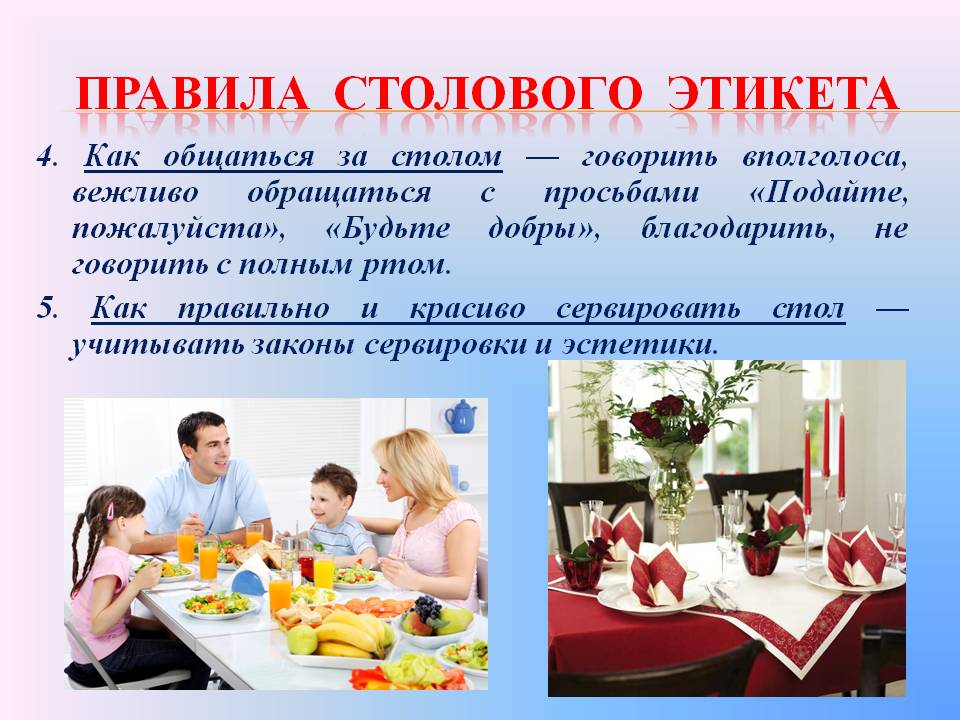 ПРАВИЛА СТОЛОВОГО ЭТИКЕТА
4. Как общаться за столом — говорить вполголоса,
вежливо обращаться с просьбами «Подайте,
пожалуйста», «Будьте добры», благодарить, не
говорить с полным ртом.
5. Как правильно и красиво сервировать стол —
учитывать законы сервировки и эстетики.